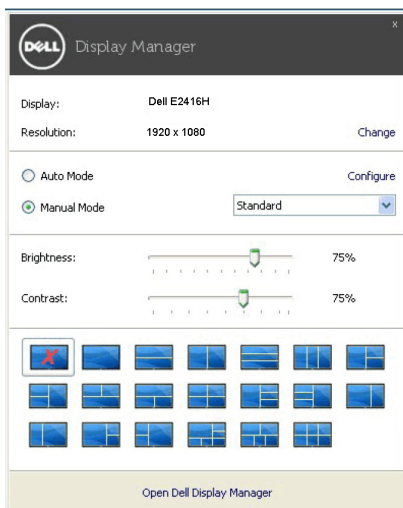 x
DELL Display Manager
Display: Dell E2416H
Resolution: 1920 x 1080 Change
Auto Mode Configure
Manual Mode Standard
Brightness: 75%
Contrast: 75%
Open Dell Display Manager